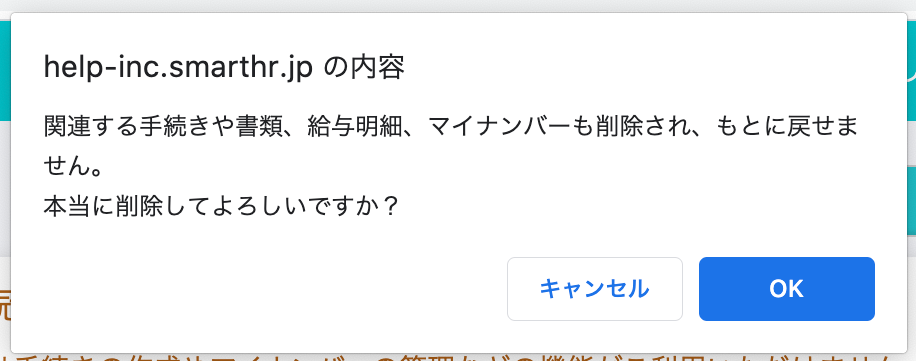 help-inc.smarthr.jp の内容
関連する手続きや書類、給与明細、マイナンバーも削除され、もとに戻せま
せん。
本当に削除してよろしいですか？
キャンセル
OK